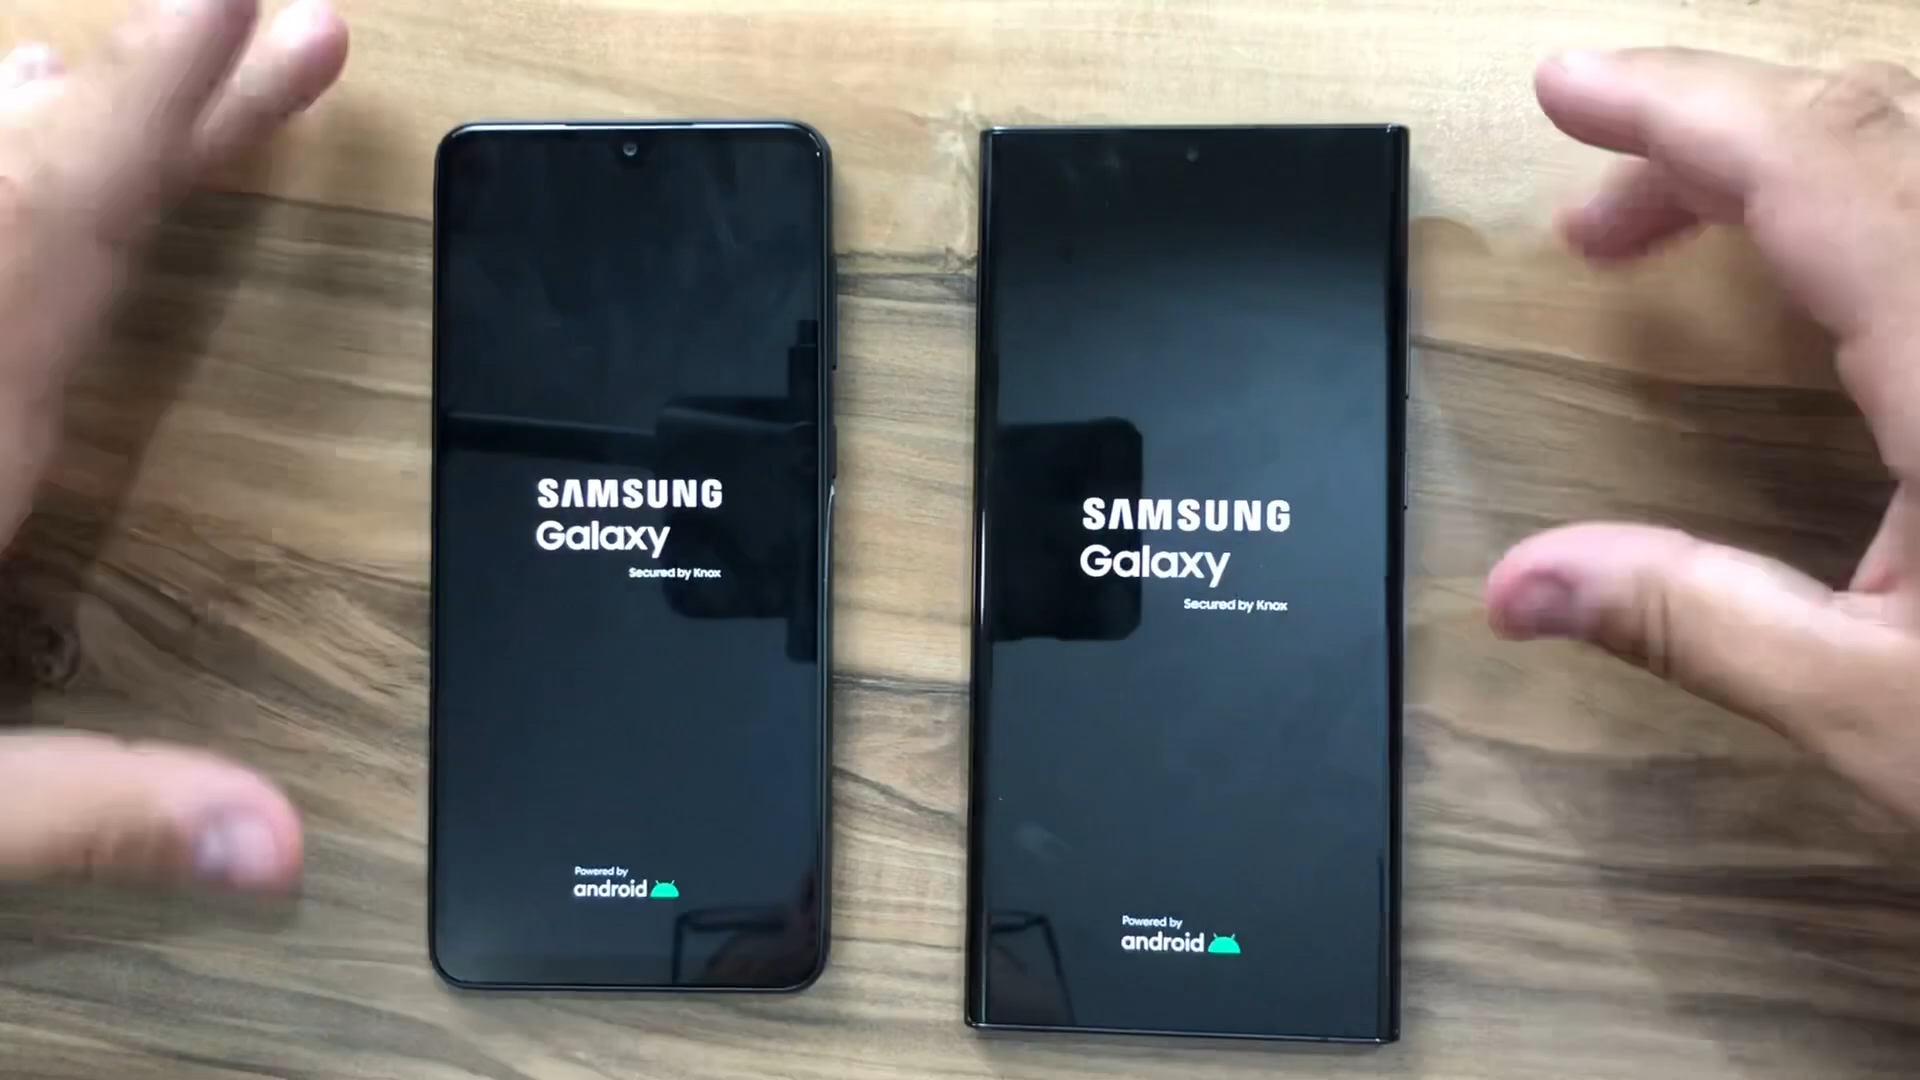 SAMSUNG
Galaxy
Secured by Knox
Powered by
android
SAMSUNG
Galaxy
Secured by Knox
Powered by
android